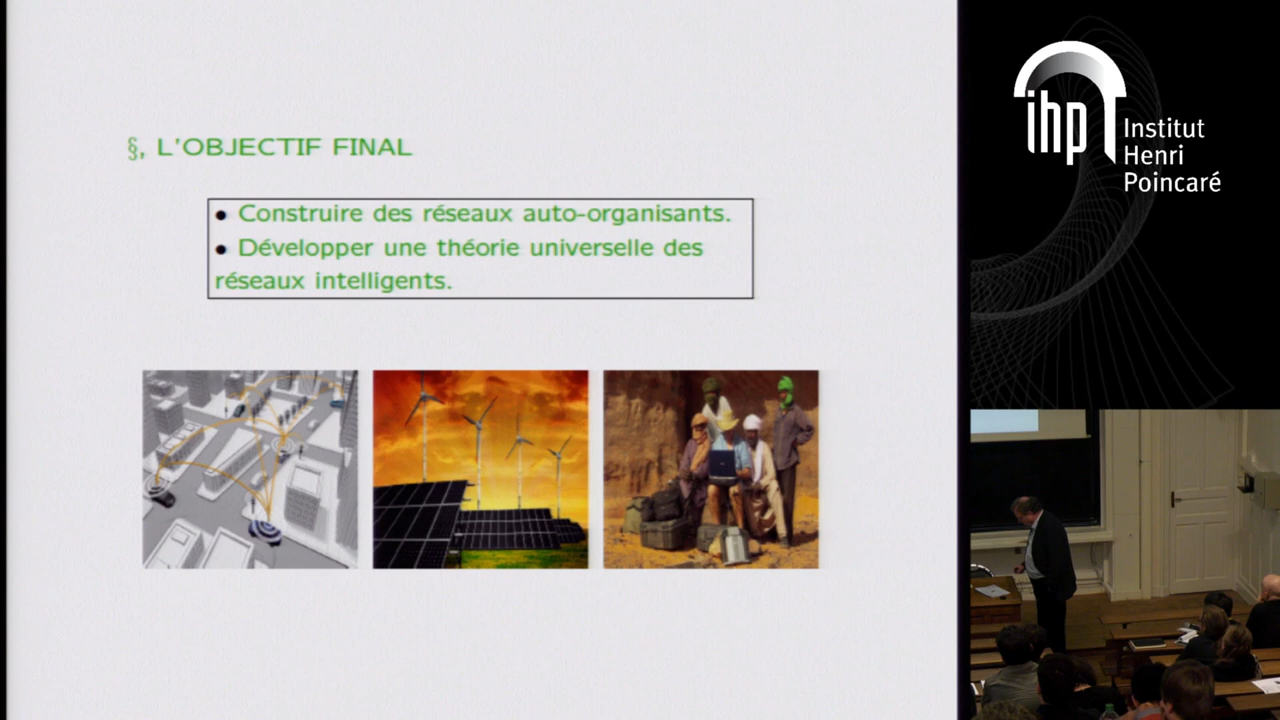 §, L'OBJECTIF FINAL
• Construire des réseaux auto-organisants.
• Développer une théorie universelle des
réseaux intelligents.
ihp
Institut
Henri
Poincaré